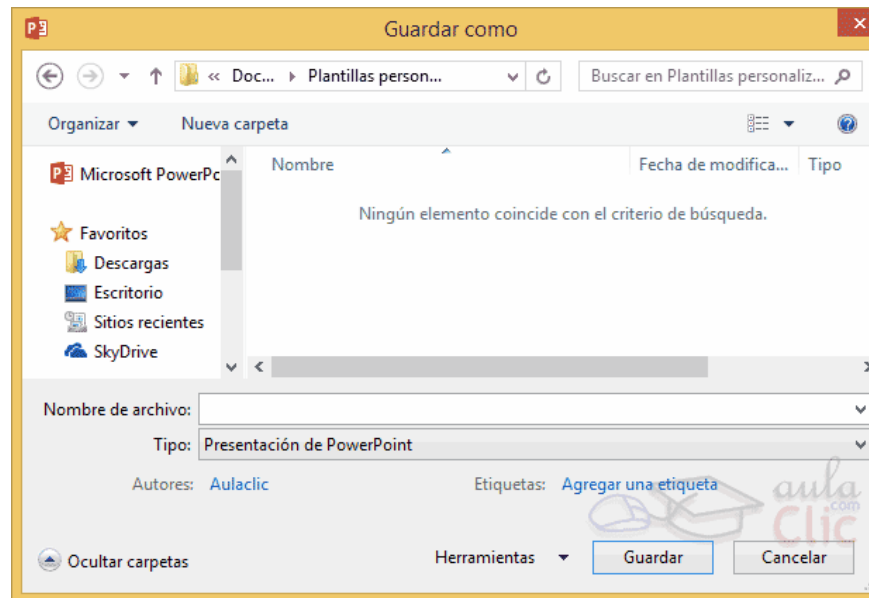 Guardar como
« Doc... Plantillas person... Buscar en Plantillas personaliz...
Organizar Nueva carpeta
Microsoft PowerPc Nombre Fecha de modifica... Tipo
Ningún elemento coincide con el criterio de búsqueda.
Favoritos
Descargas
Escritorio
Sitios recientes
SkyDrive
Nombre de archivo:
Tipo: Presentación de PowerPoint
Autores: Aulaclic Etiquetas: Agregar una etiqueta
aula
.com
Clic
Ocultar carpetas Herramientas Guardar Cancelar